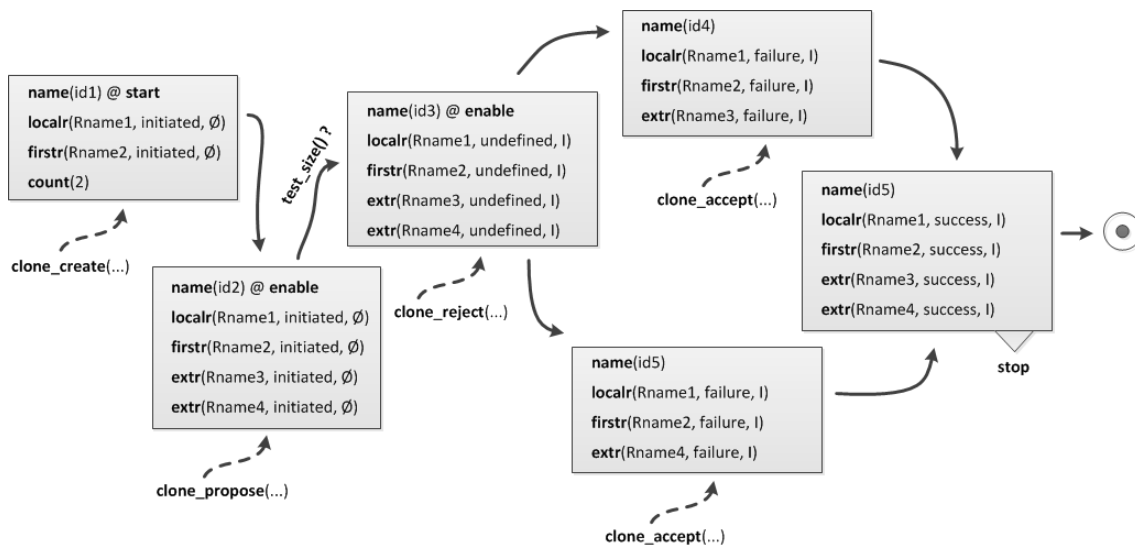 name(id1) @ start
localr(Rname1, initiated, Ø)
firstr(Rname2, initiated, Ø)
count(2)
clone_create(...)
name(id2) @ enable
localr(Rname1, initiated, Ø)
firstr(Rname2, initiated, Ø)
extr(Rname3, initiated, Ø)
extr(Rname4, initiated, Ø)
clone_propose(...)
test_size() ?
name(id3) @ enable
localr(Rname1, undefined, I)
firstr(Rname2, undefined, I)
extr(Rname3, undefined, I)
extr(Rname4, undefined, I)
clone_reject(...)
name(id4)
localr(Rname1, failure, I)
firstr(Rname2, failure, I)
extr(Rname3, failure, I)
clone_accept(...)
name(id5)
localr(Rname1, failure, I)
firstr(Rname2, failure, I)
extr(Rname4, failure, I)
clone_accept(...)
name(id5)
localr(Rname1, success, I)
firstr(Rname2, success, I)
extr(Rname3, success, I)
extr(Rname4, success, I)
stop